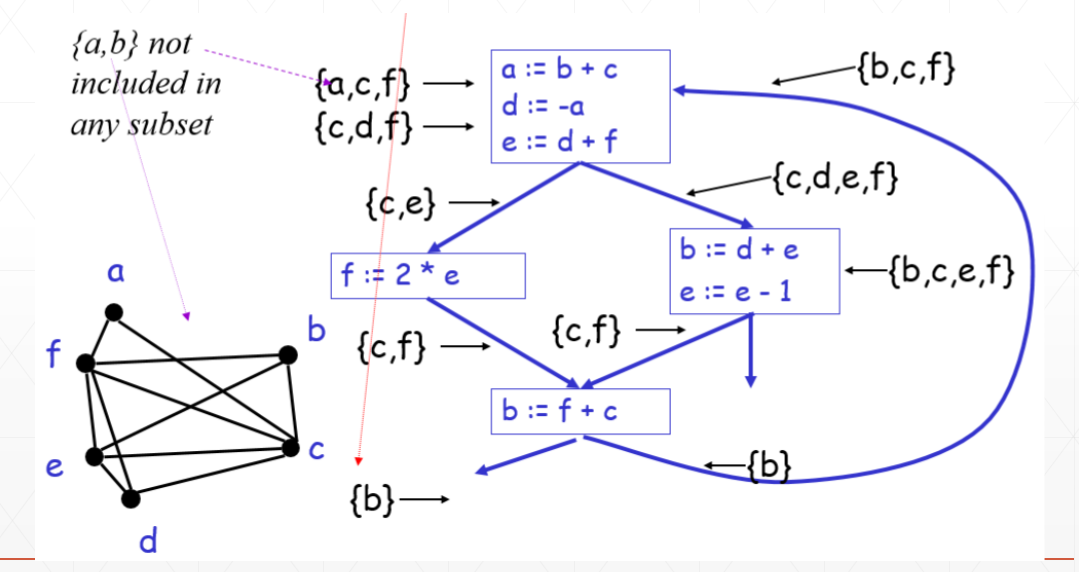 {a,b} not
included in
any subset
{a,c,f}
{c,d,f}
a := b + c
d := -a
e := d + f
{b,c,f}
{c,e}
{c,d,e,f}
f := 2 * e
b := d + e
e := e - 1
{b,c,e,f}
{c,f}
{c,f}
b := f + c
{b}
{b}
a
b
f
c
e
d